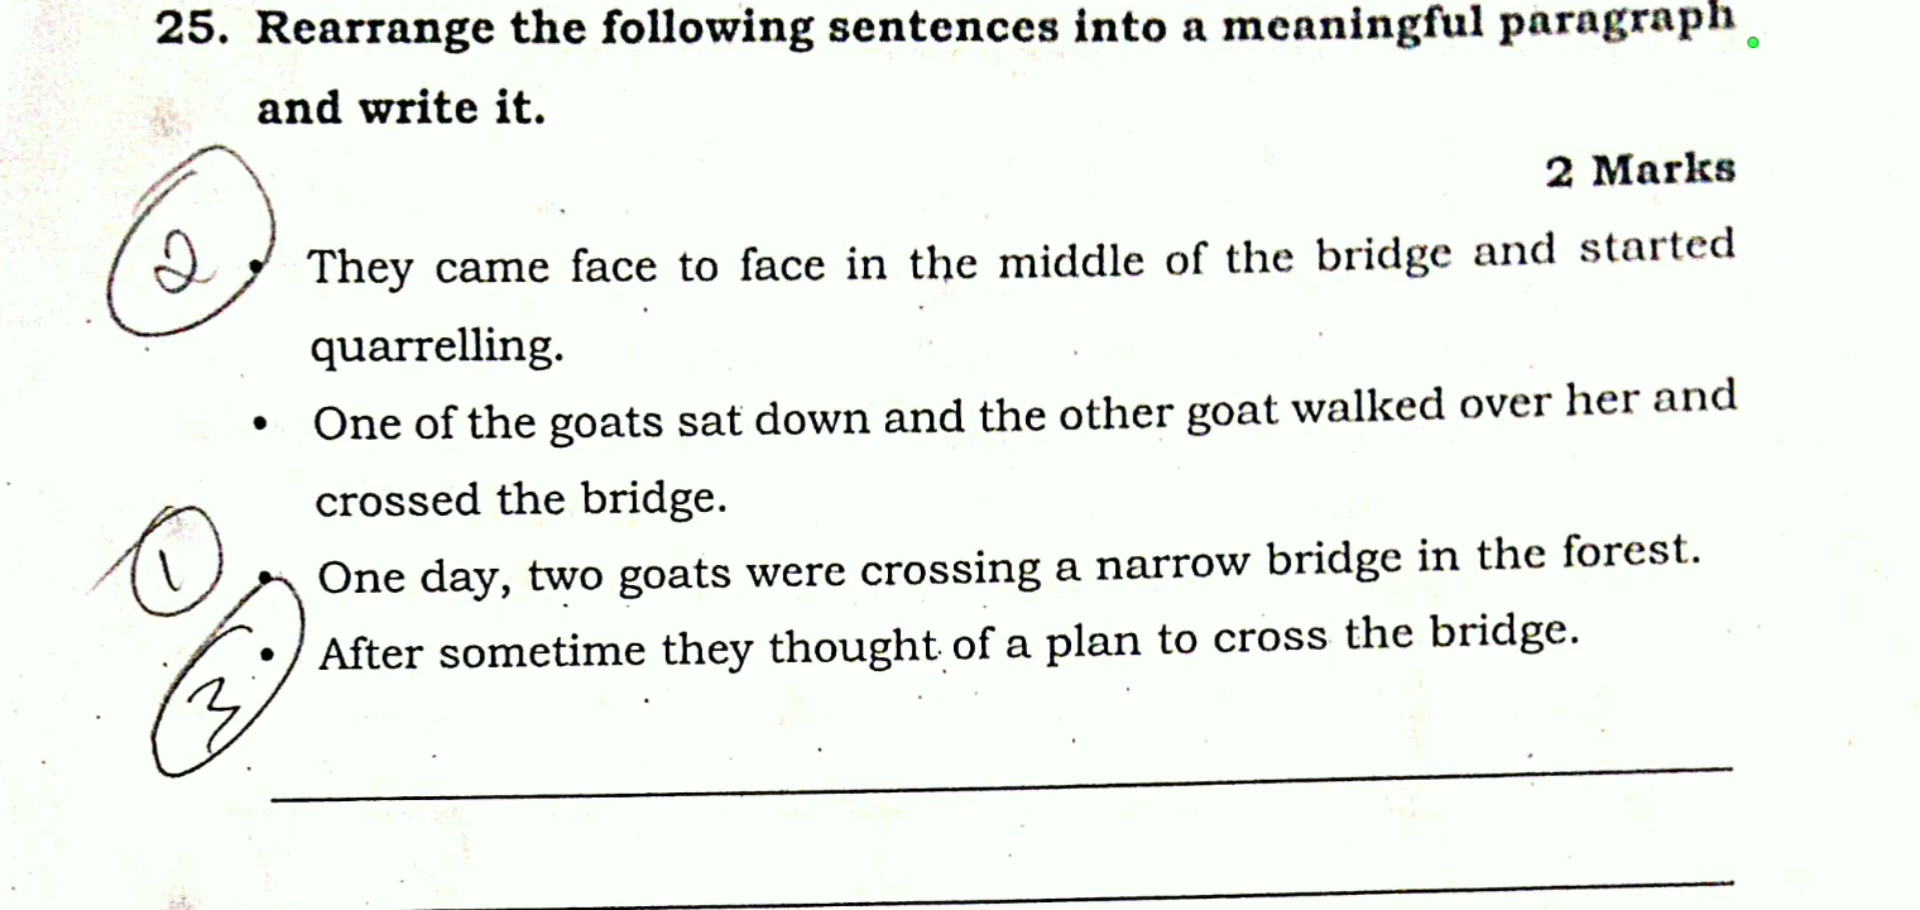 25. Rearrange the following sentences into a meaningful paragraph
and write it.
2 Marks
2 • They came face to face in the middle of the bridge and started
quarrelling.
• One of the goats sat down and the other goat walked over her and
crossed the bridge.
1 • One day, two goats were crossing a narrow bridge in the forest.
3 • After sometime they thought of a plan to cross the bridge.